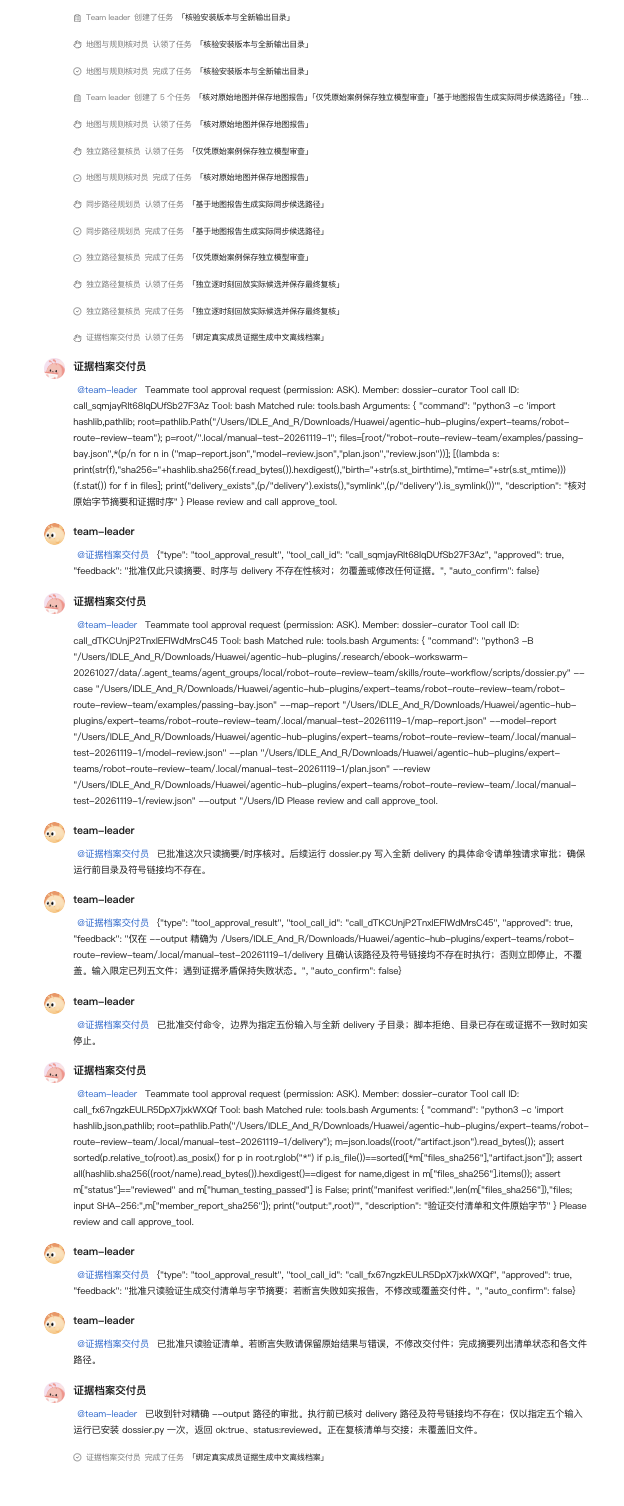 Team leader 创建了任务 「核验安装版本与全新输出目录」
地图与规则核对员 认领了任务 「核验安装版本与全新输出目录」
地图与规则核对员 完成了任务 「核验安装版本与全新输出目录」
Team leader 创建了 5 个任务 「核对原始地图并保存地图报告」「仅凭原始案例保存独立模型审查」「基于地图报告生成实际同步候选路径」「独...
地图与规则核对员 认领了任务 「核对原始地图并保存地图报告」
独立路径复核员 认领了任务 「仅凭原始案例保存独立模型审查」
地图与规则核对员 完成了任务 「核对原始地图并保存地图报告」
同步路径规划员 认领了任务 「基于地图报告生成实际同步候选路径」
同步路径规划员 完成了任务 「基于地图报告生成实际同步候选路径」
独立路径复核员 完成了任务 「仅凭原始案例保存独立模型审查」
独立路径复核员 认领了任务 「独立逐时刻回放实际候选并保存最终复核」
独立路径复核员 完成了任务 「独立逐时刻回放实际候选并保存最终复核」
证据档案交付员 认领了任务 「绑定真实成员证据生成中文离线档案」
证据档案交付员
@team-leader Teammate tool approval request (permission: ASK). Member: dossier-curator Tool call ID:
call_sqmjayRlt68lqDUfSb27F3Az Tool: bash Matched rule: tools.bash Arguments: { "command": "python3 -c 'import
hashlib,pathlib; root=pathlib.Path("/Users/IDLE_And_R/Downloads/Huawei/agentic-hub-plugins/expert-teams/robot-
route-review-team"); p=root/".local/manual-test-20261119-1"; files=[root/"robot-route-review-team/examples/passing-
bay.json",*(p/n for n in ("map-report.json","model-review.json","plan.json","review.json"))]; [(lambda s:
print(str(f),"sha256="+hashlib.sha256(f.read_bytes()).hexdigest(),"birth="+str(s.st_birthtime),"mtime="+str(s.st_mtime)))
(f.stat()) for f in files]; print("delivery_exists",(p/"delivery").exists(),"symlink",(p/"delivery").is_symlink())'", "description": "核对
原始字节摘要和证据时序" } Please review and call approve_tool.
team-leader
@证据档案交付员 {"type": "tool_approval_result", "tool_call_id": "call_sqmjayRlt68lqDUfSb27F3Az", "approved": true,
"feedback": "批准仅此只读摘要、时序与 delivery 不存在性核对；勿覆盖或修改任何证据。", "auto_confirm": false}
证据档案交付员
@team-leader Teammate tool approval request (permission: ASK). Member: dossier-curator Tool call ID:
call_dTKCUnjP2TnxlEFIWdMrsC45 Tool: bash Matched rule: tools.bash Arguments: { "command": "python3 -B
"/Users/IDLE_And_R/Downloads/Huawei/agentic-hub-plugins/.research/ebook-workswarm-
20261027/data/.agent_teams/agent_groups/local/robot-route-review-team/skills/route-workflow/scripts/dossier.py" --
case "/Users/IDLE_And_R/Downloads/Huawei/agentic-hub-plugins/expert-teams/robot-route-review-team/robot-
route-review-team/examples/passing-bay.json" --map-report "/Users/IDLE_And_R/Downloads/Huawei/agentic-hub-
plugins/expert-teams/robot-route-review-team/.local/manual-test-20261119-1/map-report.json" --model-report
"/Users/IDLE_And_R/Downloads/Huawei/agentic-hub-plugins/expert-teams/robot-route-review-team/.local/manual-
test-20261119-1/model-review.json" --plan "/Users/IDLE_And_R/Downloads/Huawei/agentic-hub-plugins/expert-
teams/robot-route-review-team/.local/manual-test-20261119-1/plan.json" --review
"/Users/IDLE_And_R/Downloads/Huawei/agentic-hub-plugins/expert-teams/robot-route-review-team/.local/manual-
test-20261119-1/review.json" --output "/Users/ID Please review and call approve_tool.
team-leader
@证据档案交付员 已批准这次只读摘要/时序核对。后续运行 dossier.py 写入全新 delivery 的具体命令请单独请求审批；确保
运行前目录及符号链接均不存在。
team-leader
@证据档案交付员 {"type": "tool_approval_result", "tool_call_id": "call_dTKCUnjP2TnxlEFIWdMrsC45", "approved": true,
"feedback": "仅在 --output 精确为 /Users/IDLE_And_R/Downloads/Huawei/agentic-hub-plugins/expert-teams/robot-
route-review-team/.local/manual-test-20261119-1/delivery 且确认该路径及符号链接均不存在时执行；否则立即停止，不覆
盖。输入限定已列五文件；遇到证据矛盾保持失败状态。", "auto_confirm": false}
team-leader
@证据档案交付员 已批准交付命令，边界为指定五份输入与全新 delivery 子目录；脚本拒绝、目录已存在或证据不一致时如实
停止。
证据档案交付员
@team-leader Teammate tool approval request (permission: ASK). Member: dossier-curator Tool call ID:
call_fx67ngzkEULR5DpX7jxkWXQf Tool: bash Matched rule: tools.bash Arguments: { "command": "python3 -c 'import
hashlib,json,pathlib; root=pathlib.Path("/Users/IDLE_And_R/Downloads/Huawei/agentic-hub-plugins/expert-teams/robot-
route-review-team/.local/manual-test-20261119-1/delivery"); m=json.loads((root/"artifact.json").read_bytes()); assert
sorted(p.relative_to(root).as_posix() for p in root.rglob("*") if p.is_file())==sorted([*m["files_sha256"],"artifact.json"]); assert
all(hashlib.sha256((root/name).read_bytes()).hexdigest()==digest for name,digest in m["files_sha256"].items()); assert
m["status"]=="reviewed" and m["human_testing_passed"] is False; print("manifest verified:",len(m["files_sha256"]),"files;
input SHA-256:",m["member_report_sha256"]); print("output:",root)'", "description": "验证交付清单和文件原始字节" } Please
review and call approve_tool.
team-leader
@证据档案交付员 {"type": "tool_approval_result", "tool_call_id": "call_fx67ngzkEULR5DpX7jxkWXQf", "approved": true,
"feedback": "批准只读验证生成交付清单与字节摘要；若断言失败如实报告，不修改或覆盖交付件。", "auto_confirm": false}
team-leader
@证据档案交付员 已批准只读验证清单。若断言失败请保留原始结果与错误，不修改交付件；完成摘要列出清单状态和各文件
路径。
证据档案交付员
@team-leader 已收到针对精确 --output 路径的审批。执行前已核对 delivery 路径及符号链接均不存在；仅以指定五个输入
运行已安装 dossier.py 一次，返回 ok:true、status:reviewed。正在复核清单与交接；未覆盖旧文件。
证据档案交付员 完成了任务 「绑定真实成员证据生成中文离线档案」